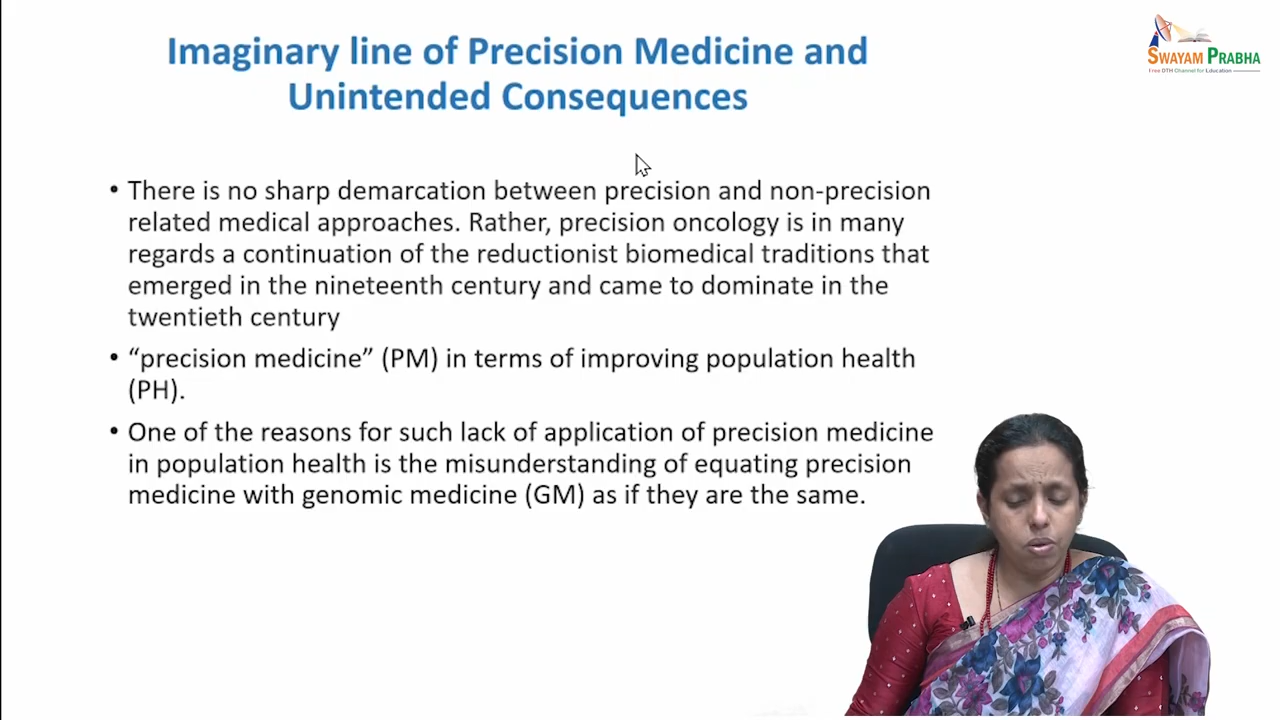 Imaginary line of Precision Medicine and
Unintended Consequences
SWAYAM PRABHA
Free DTH Channel for Education
• There is no sharp demarcation between precision and non-precision
related medical approaches. Rather, precision oncology is in many
regards a continuation of the reductionist biomedical traditions that
emerged in the nineteenth century and came to dominate in the
twentieth century
• “precision medicine” (PM) in terms of improving population health
(PH).
• One of the reasons for such lack of application of precision medicine
in population health is the misunderstanding of equating precision
medicine with genomic medicine (GM) as if they are the same.